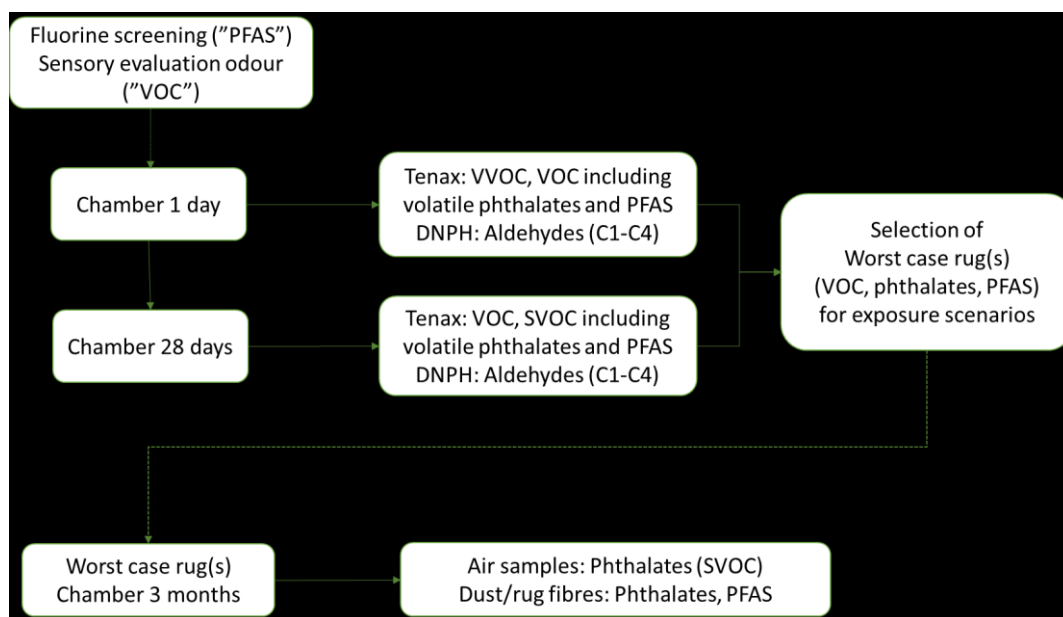 Fluorine screening (”PFAS”)
Sensory evaluation odour
(”VOC”)
Chamber 1 day
Tenax: VVOC, VOC including
volatile phthalates and PFAS
DNPH: Aldehydes (C1-C4)
Chamber 28 days
Tenax: VOC, SVOC including
volatile phthalates and PFAS
DNPH: Aldehydes (C1-C4)
Selection of
Worst case rug(s)
(VOC, phthalates, PFAS)
for exposure scenarios
Worst case rug(s)
Chamber 3 months
Air samples: Phthalates (SVOC)
Dust/rug fibres: Phthalates, PFAS